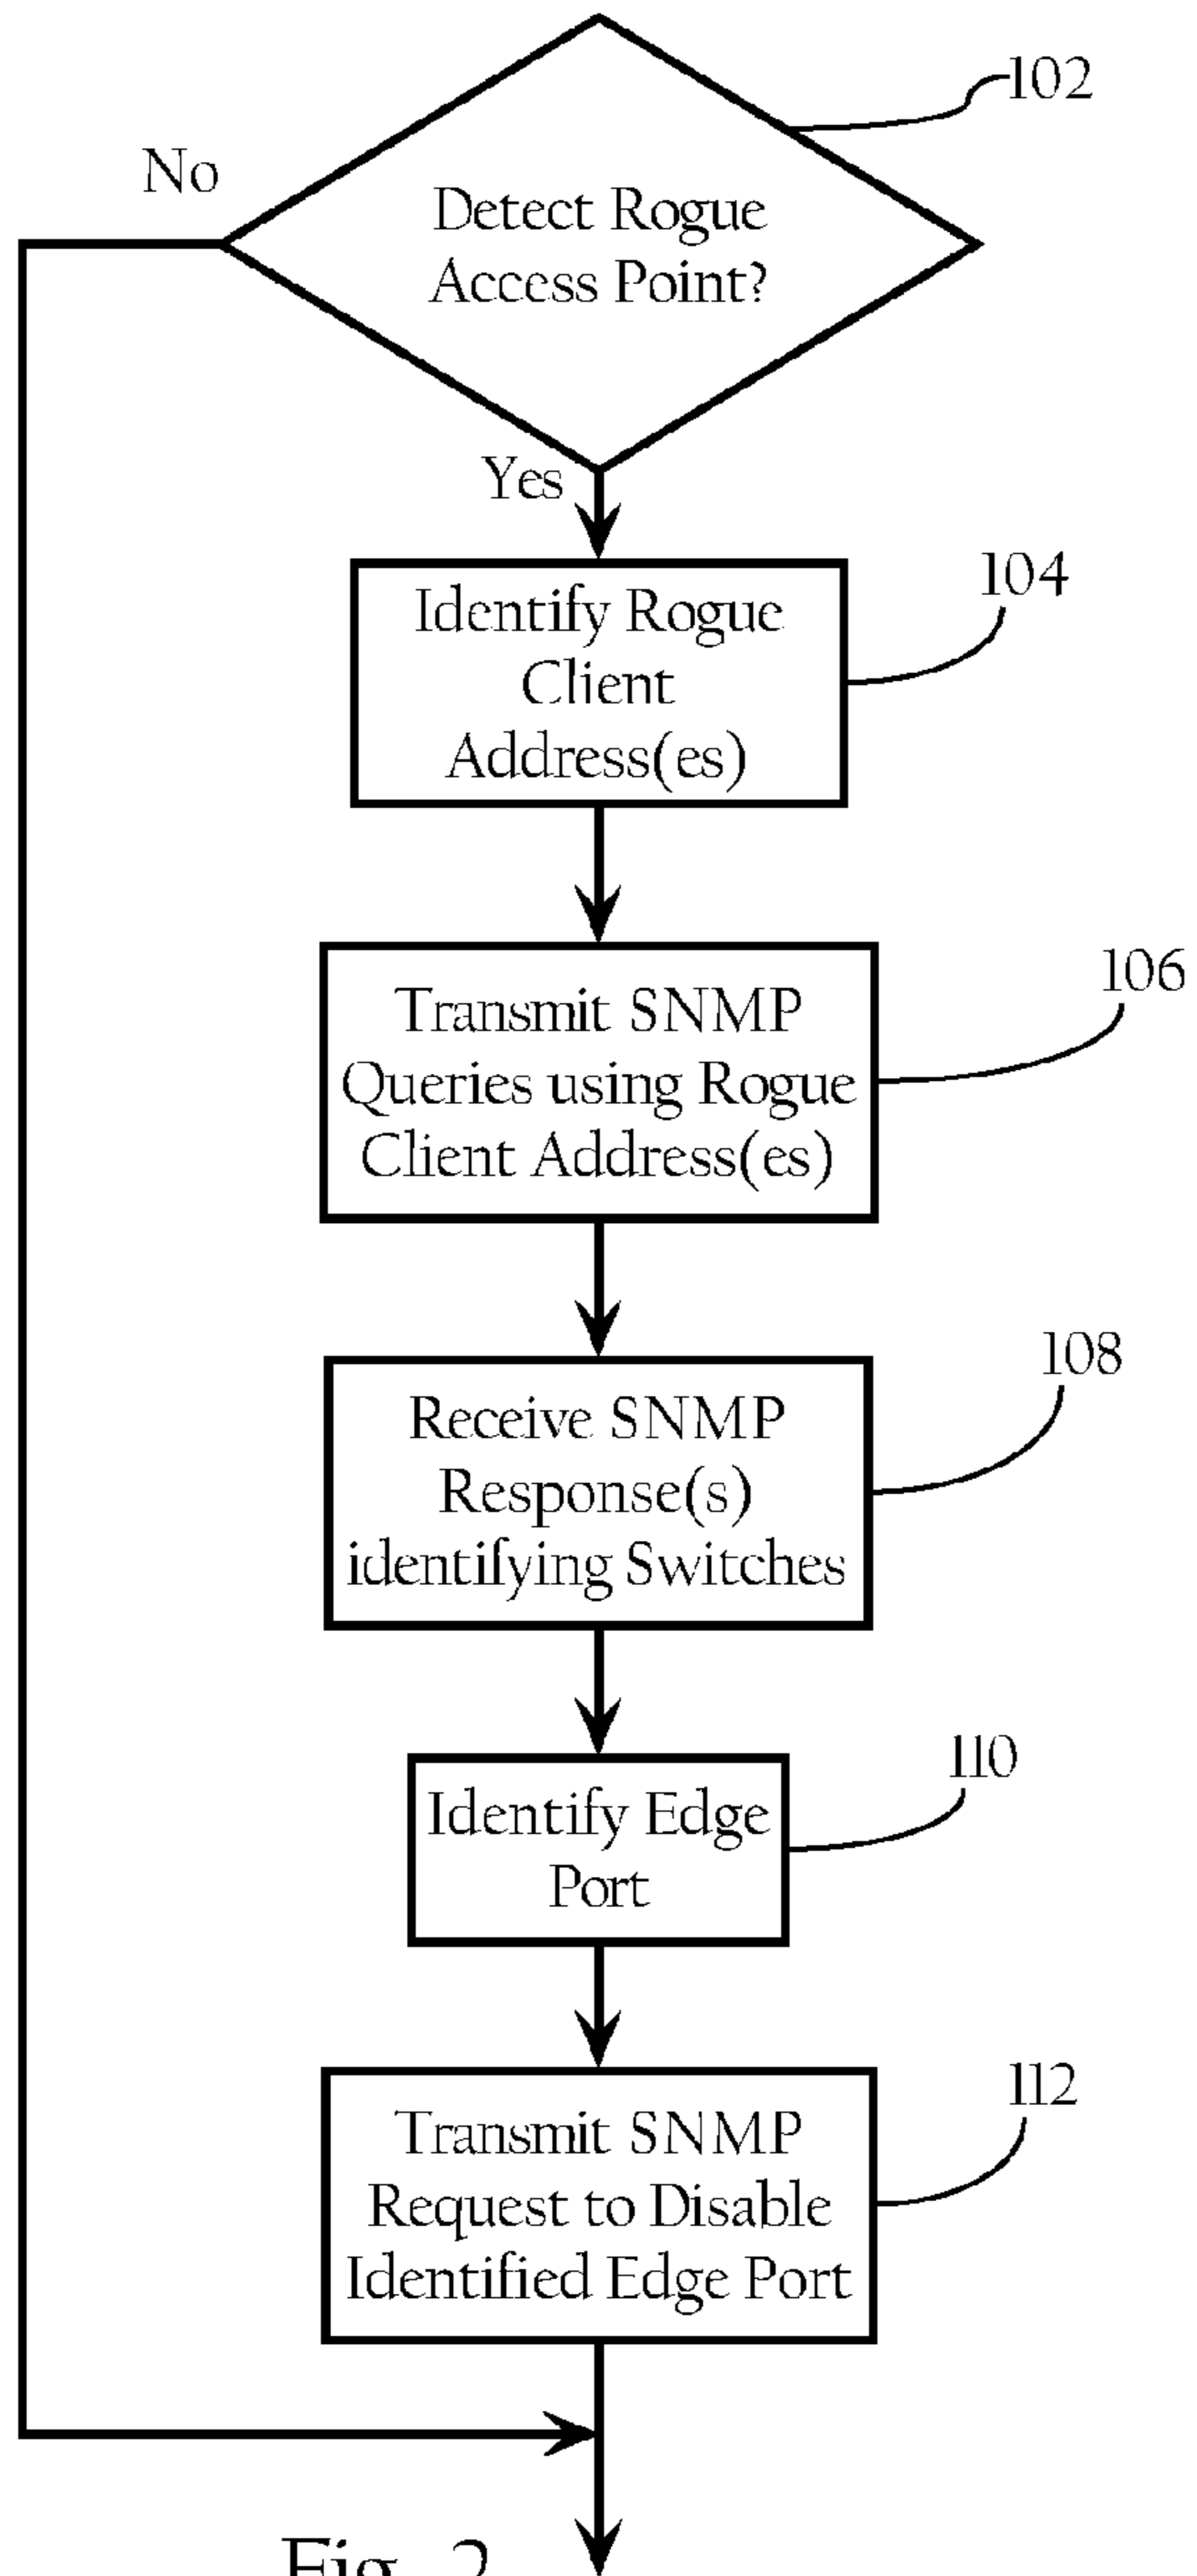 102
No
Detect Rogue
Access Point?
Yes
104
Identify Rogue
Client
Address(es)
106
Transmit SNMP
Queries using Rogue
Client Address(es)
108
Receive SNMP
Response(s)
identifying Switches
110
Identify Edge
Port
112
Transmit SNMP
Request to Disable
Identified Edge Port
Fig. 2